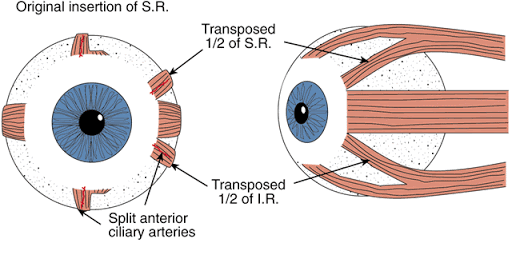 Original insertion of S.R.
Transposed
1/2 of S.R.
Transposed
1/2 of I.R.
Split anterior
ciliary arteries